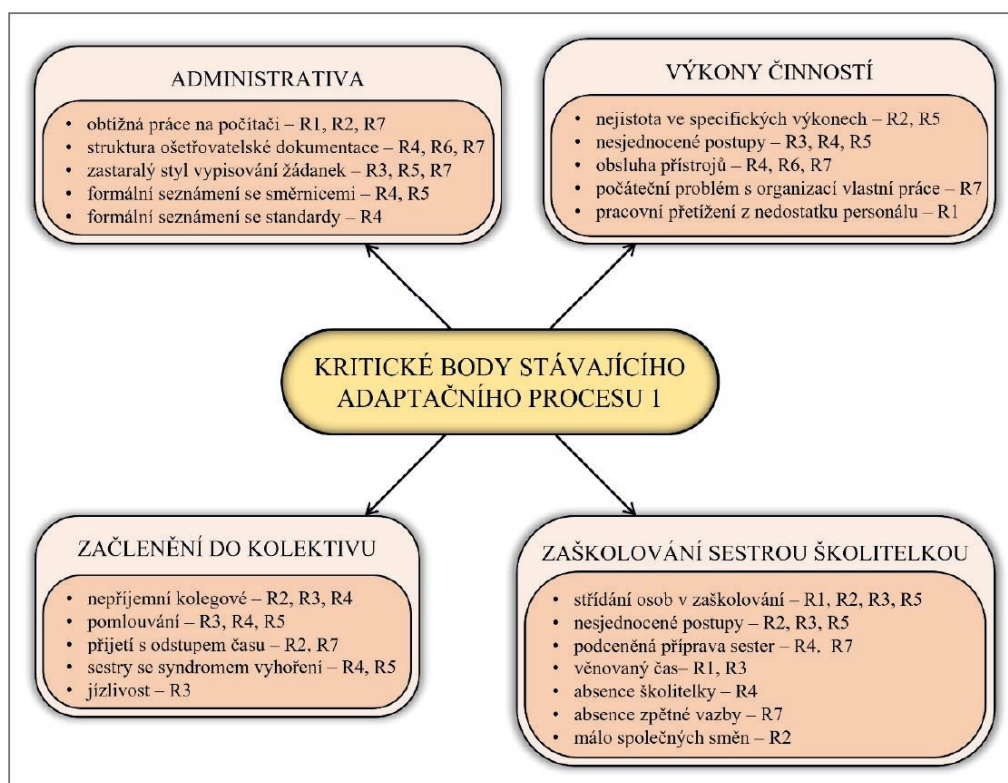 ADMINISTRATIVA
• obtížná práce na počítači – R1, R2, R7
• struktura ošetřovatelské dokumentace – R4, R6, R7
• zastaralý styl vypisování žádanek – R3, R5, R7
• formální seznámení se směrnicemi – R4, R5
• formální seznámení se standardy – R4
VÝKONY ČINNOSTÍ
• nejistota ve specifických výkonech – R2, R5
• nesjednocené postupy – R3, R4, R5
• obsluha přístrojů – R4, R6, R7
• počáteční problém s organizací vlastní práce – R7
• pracovní přetížení z nedostatku personálu – R1
KRITICKÉ BODY STÁVAJÍCÍHO
ADAPTAČNÍHO PROCESU 1
ZAČLENĚNÍ DO KOLEKTIVU
• nepříjemní kolegové – R2, R3, R4
• pomlouvání – R3, R4, R5
• přijetí s odstupem času – R2, R7
• sestry se syndromem vyhoření – R4, R5
• jízlivost – R3
ZAŠKOLOVÁNÍ SESTROU ŠKOLITELKOU
• střídání osob v zaškolování – R1, R2, R3, R5
• nesjednocené postupy – R2, R3, R5
• podceněná příprava sester – R4, R7
• věnovaný čas– R1, R3
• absence školitelky – R4
• absence zpětné vazby – R7
• málo společných směn – R2